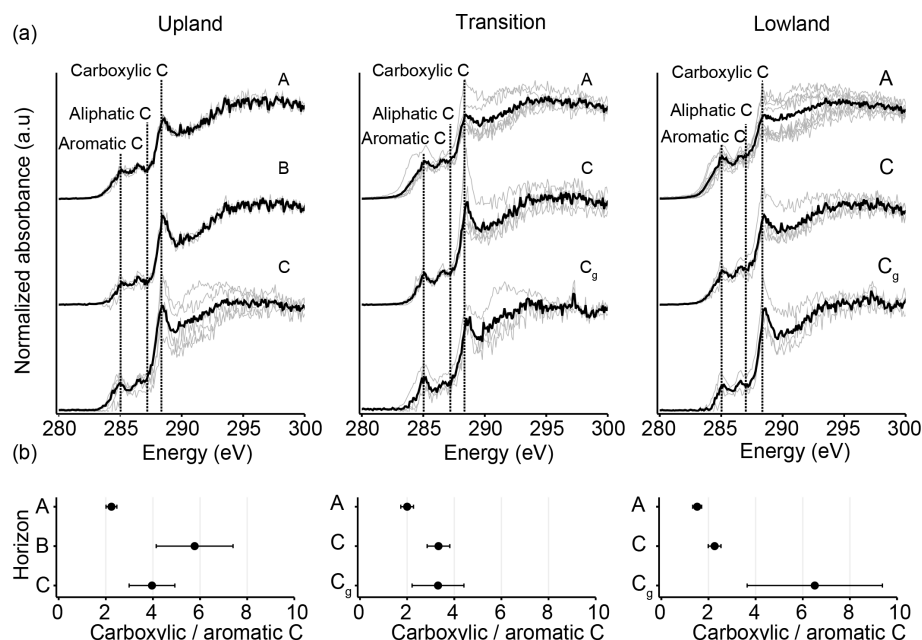 Upland Transition Lowland
(a)
Carboxylic C A Carboxylic C A Carboxylic C A
Aliphatic C Aliphatic C Aliphatic C
Aromatic C Aromatic C Aromatic C
B C C
C Cg Cg
Normalized absorbance (a.u)
280 285 290 295 300 280 285 290 295 300 280 285 290 295 300
Energy (eV) Energy (eV) Energy (eV)
(b)
A A A
B C C
C Cg Cg
Horizon
0 2 4 6 8 10 0 2 4 6 8 10 0 2 4 6 8 10
Carboxylic / aromatic C Carboxylic / aromatic C Carboxylic / aromatic C